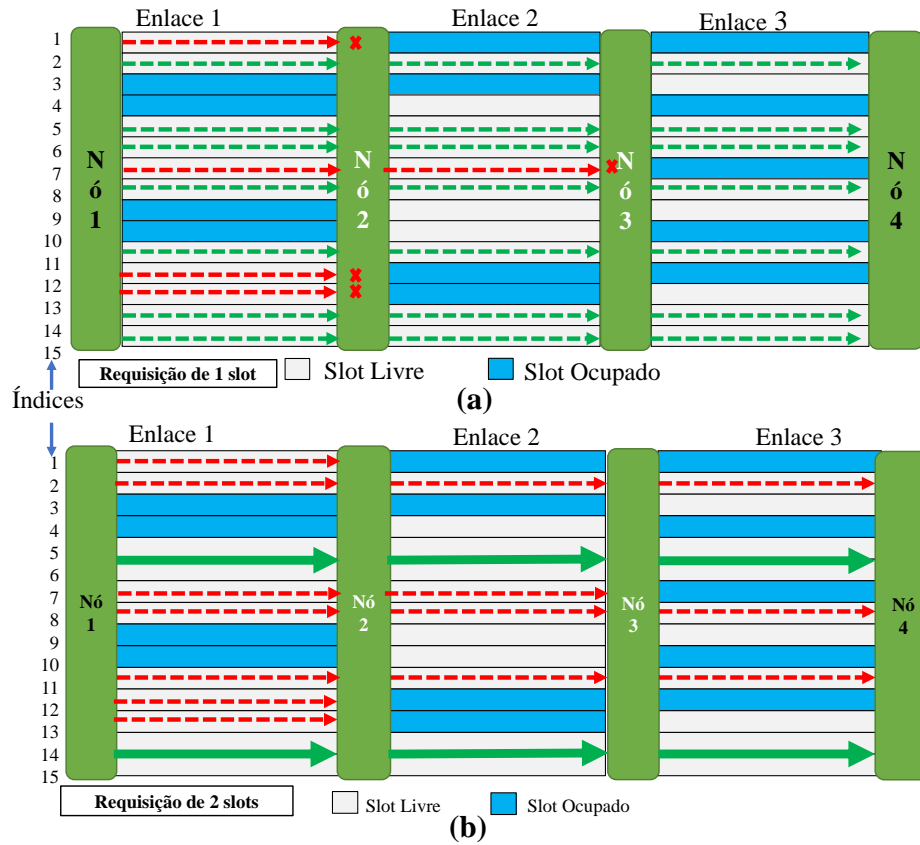 Enlace 1 Enlace 2 Enlace 3
1
2
3
4
5
6
7
8
9
10
11
12
13
14
15
N
ó
1
N
ó
2
N
ó
3
N
ó
4
Requisição de 1 slot Slot Livre Slot Ocupado
(a)
Índices
Enlace 1 Enlace 2 Enlace 3
1
2
3
4
5
6
7
8
9
10
11
12
13
14
15
Nó
1
Nó
2
Nó
3
Nó
4
Requisição de 2 slots Slot Livre Slot Ocupado
(b)